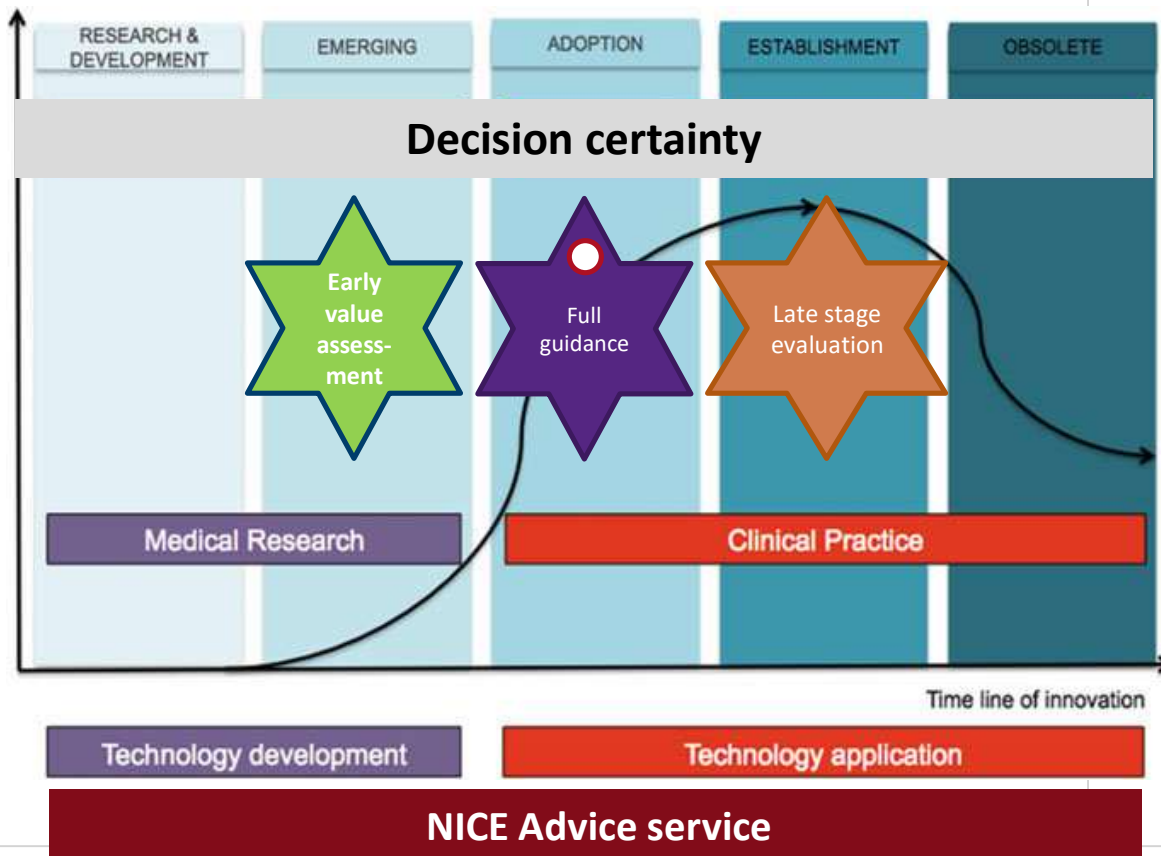 RESEARCH &
DEVELOPMENT
EMERGING
ADOPTION
ESTABLISHMENT
OBSOLETE
Decision certainty
Early
value
assess-
ment
Full
guidance
Late stage
evaluation
Medical Research
Clinical Practice
Time line of innovation
Technology development
Technology application
NICE Advice service